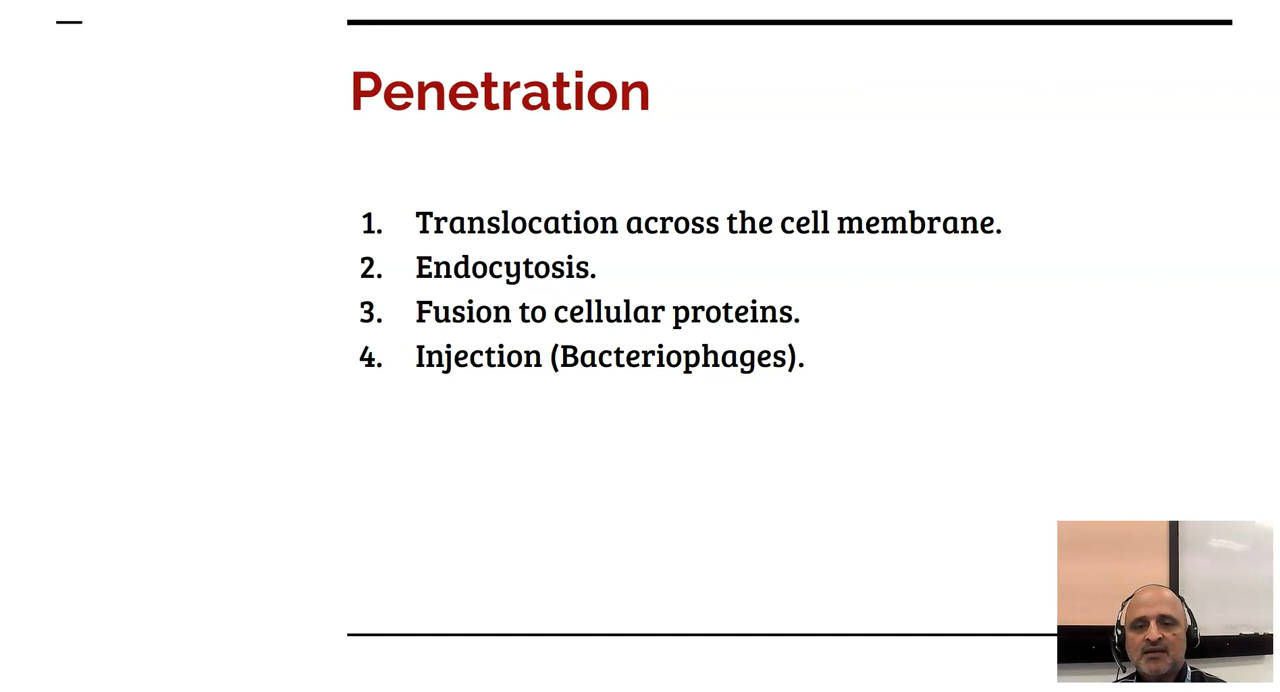 Penetration
1. Translocation across the cell membrane.
2. Endocytosis.
3. Fusion to cellular proteins.
4. Injection (Bacteriophages).